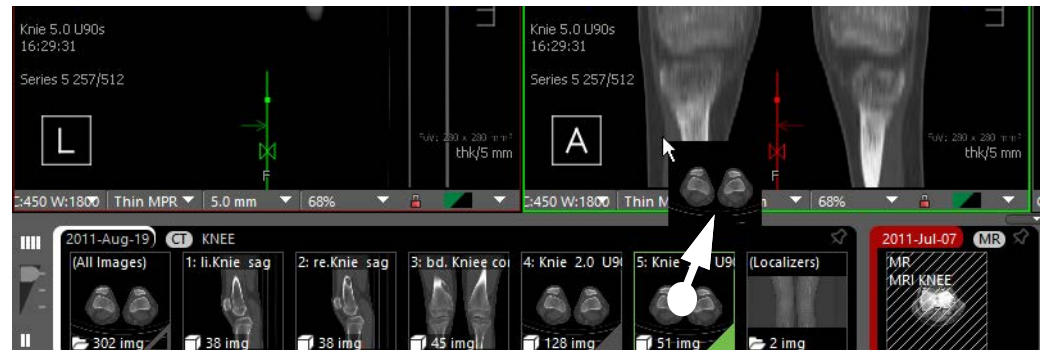 Knie 5.0 U90s
16:29:31
Series 5 257/512
L
FoV: 280 x 280 mm²
thk/5 mm
F
C:450 W:1800 Thin MPR 5.0 mm 68%
Knie 5.0 U90s
16:29:31
Series 5 257/512
A
FoV: 280 x 280 mm²
thk/5 mm
F
C:450 W:1800 Thin M 68%
2011-Aug-19 CT KNEE
(All Images)
302 img
1: li.Knie sag
38 img
2: re.Knie sag
38 img
3: bd. Kniee cor
45 img
4: Knie 2.0 U90
128 img
5: Knie U90
51 img
(Localizers)
2 img
2011-Jul-07 MR
MR
MRI KNEE